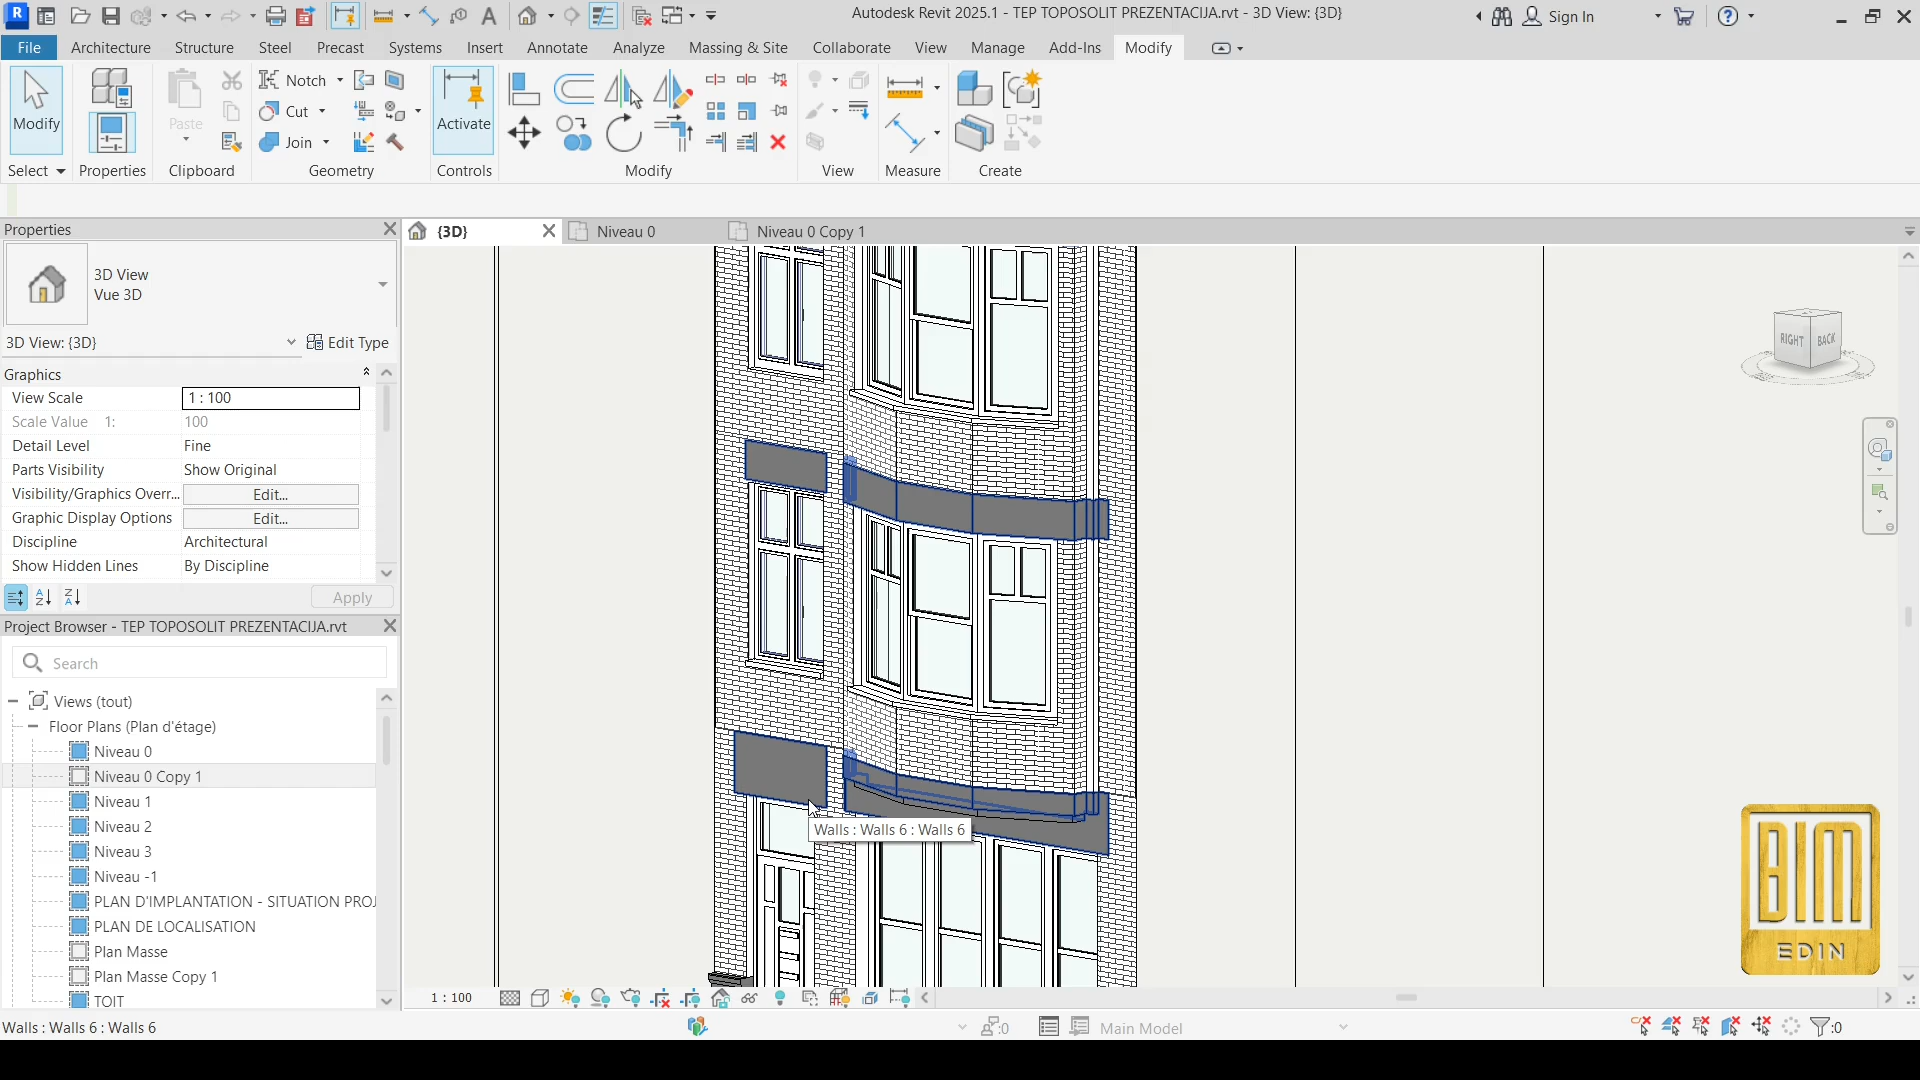 Autodesk Revit 2025.1 - TEP TOPOSOLIT PREZENTACIJA.rvt - 3D View: {3D}
Sign In
File Architecture Structure Steel Precast Systems Insert Annotate Analyze Massing & Site Collaborate View Manage Add-Ins Modify
Modify
Paste
Notch
Cut
Join
Activate
Select Properties Clipboard Geometry Controls Modify View Measure Create
Properties
{3D}
Niveau 0
Niveau 0 Copy 1
3D View
Vue 3D
3D View: {3D}
Edit Type
Graphics
View Scale 1 : 100
Scale Value 1: 100
Detail Level Fine
Parts Visibility Show Original
Visibility/Graphics Overr... Edit...
Graphic Display Options Edit...
Discipline Architectural
Show Hidden Lines By Discipline
Apply
Project Browser - TEP TOPOSOLIT PREZENTACIJA.rvt
Search
Views (tout)
Floor Plans (Plan d'étage)
Niveau 0
Niveau 0 Copy 1
Niveau 1
Niveau 2
Niveau 3
Niveau -1
PLAN D'IMPLANTATION - SITUATION PROJ
PLAN DE LOCALISATION
Plan Masse
Plan Masse Copy 1
TOIT
RIGHT BACK
Walls : Walls 6 : Walls 6
BIM
EDIN
1 : 100
Walls : Walls 6 : Walls 6
:0
Main Model
:0